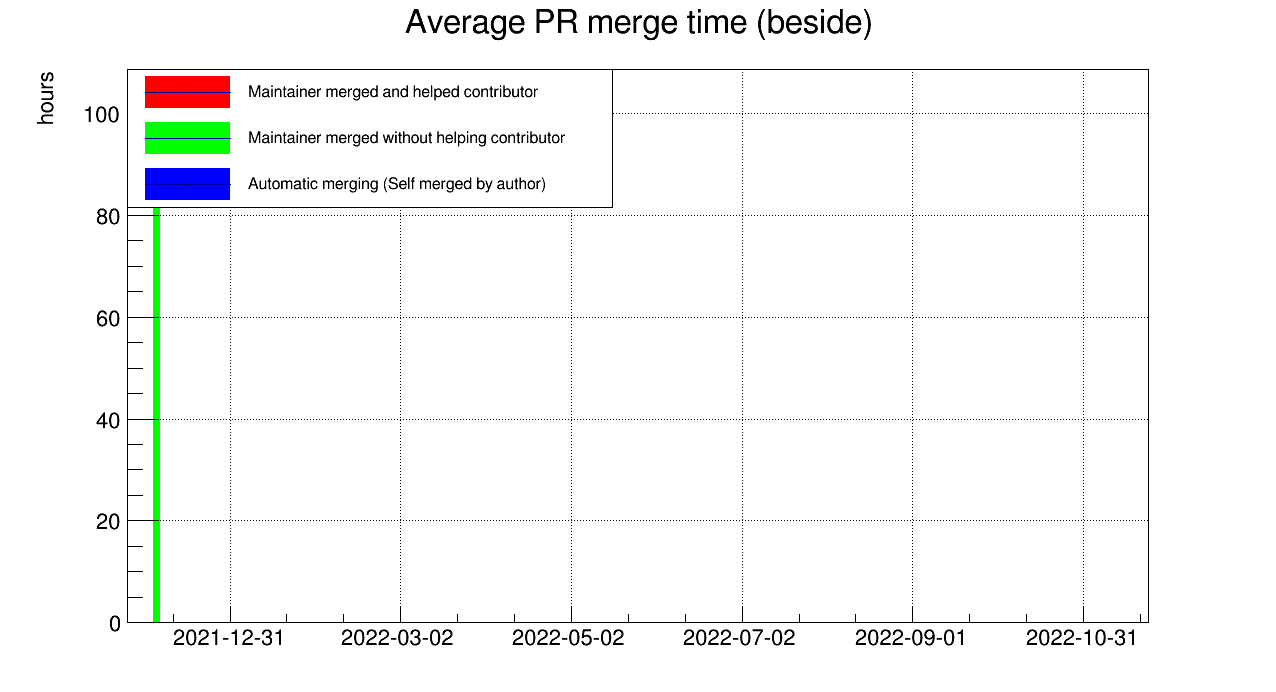 Average PR merge time (beside)
hours
Maintainer merged and helped contributor
Maintainer merged without helping contributor
Automatic merging (Self merged by author)
100
80
60
40
20
0
2021-12-31
2022-03-02
2022-05-02
2022-07-02
2022-09-01
2022-10-31